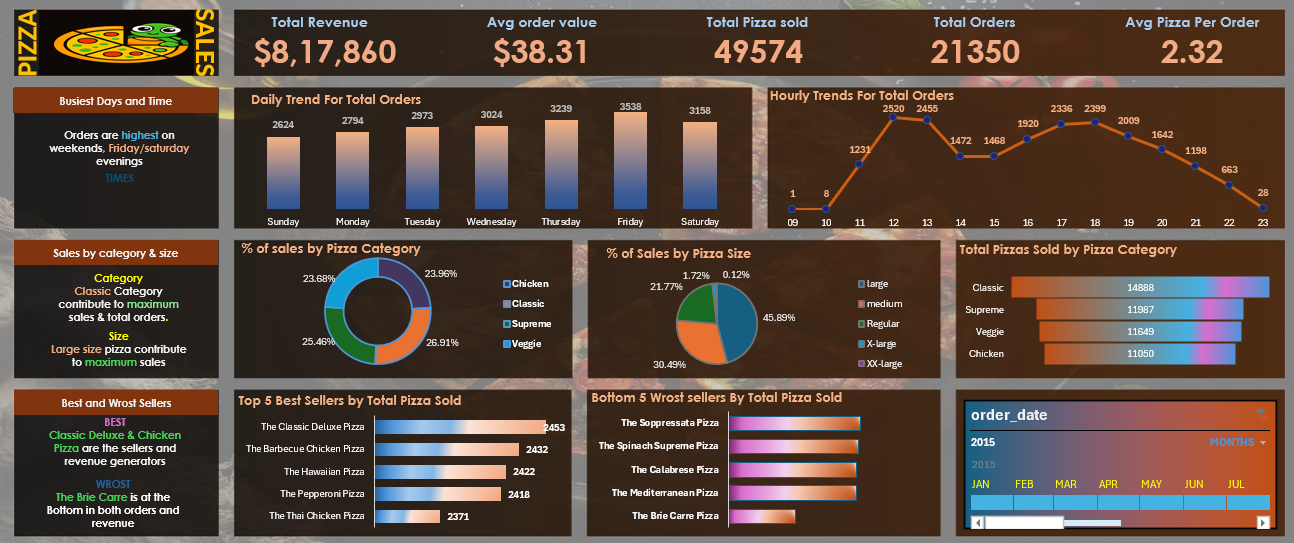 PIZZA
SALES
Total Revenue
$8,17,860
Avg order value
$38.31
Total Pizza sold
49574
Total Orders
21350
Avg Pizza Per Order
2.32
Busiest Days and Time
Orders are highest on
weekends, Friday/saturday
evenings
TIMES
Daily Trend For Total Orders
2624
2794
2973
3024
3239
3538
3158
Sunday
Monday
Tuesday
Wednesday
Thursday
Friday
Saturday
Hourly Trends For Total Orders
1
8
1231
2520
2455
1472
1468
1920
2336
2399
2009
1642
1198
663
28
09
10
11
12
13
14
15
16
17
18
19
20
21
22
23
Sales by category & size
Category
Classic Category
contribute to maximum
sales & total orders.
Size
Large size pizza contribute
to maximum sales
% of sales by Pizza Category
23.68%
23.96%
25.46%
26.91%
Chicken
Classic
Supreme
Veggie
% of Sales by Pizza Size
1.72%
0.12%
21.77%
45.89%
30.49%
large
medium
Regular
X-large
XX-large
Total Pizzas Sold by Pizza Category
Classic
14888
Supreme
11987
Veggie
11649
Chicken
11050
Best and Wrost Sellers
BEST
Classic Deluxe & Chicken
Pizza are the sellers and
revenue generators
WROST
The Brie Carre is at the
Bottom in both orders and
revenue
Top 5 Best Sellers by Total Pizza Sold
The Classic Deluxe Pizza
2453
The Barbecue Chicken Pizza
2432
The Hawaiian Pizza
2422
The Pepperoni Pizza
2418
The Thai Chicken Pizza
2371
Bottom 5 Wrost sellers By Total Pizza Sold
The Soppressata Pizza
The Spinach Supreme Pizza
The Calabrese Pizza
The Mediterranean Pizza
The Brie Carre Pizza
order_date
2015
MONTHS
2015
JAN
FEB
MAR
APR
MAY
JUN
JUL